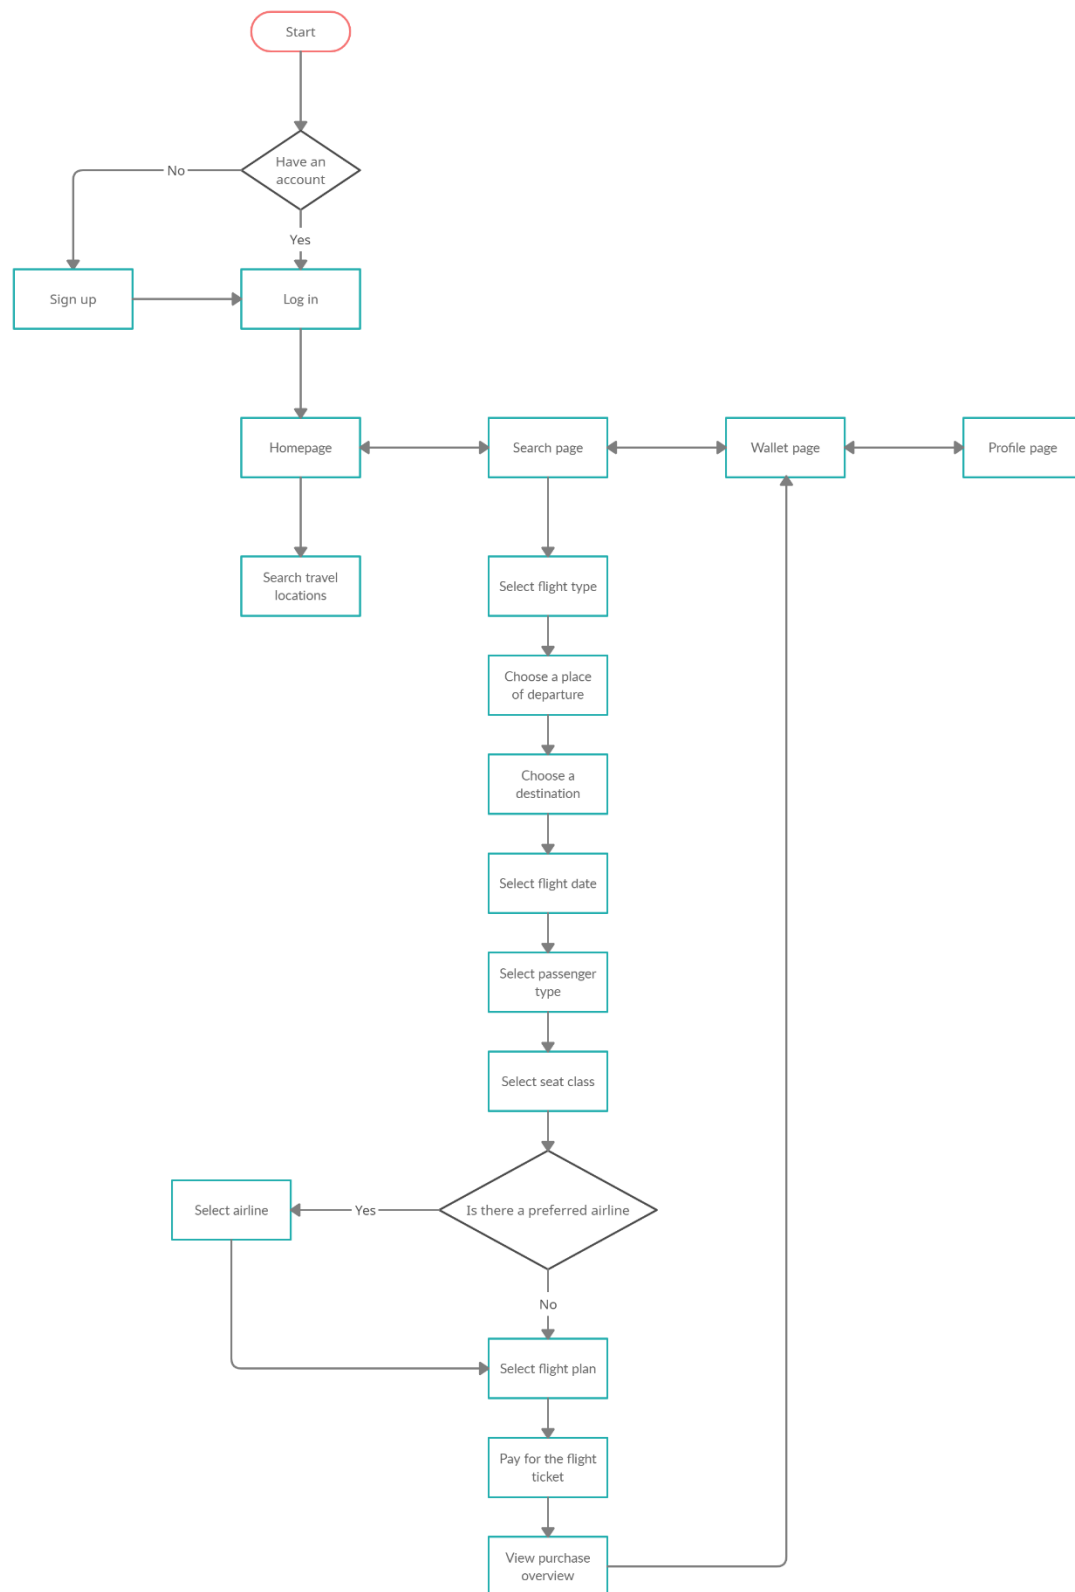 Start
Have an
account
No
Yes
Sign up
Log in
Homepage
Search page
Wallet page
Profile page
Search travel
locations
Select flight type
Choose a place
of departure
Choose a
destination
Select flight date
Select passenger
type
Select seat class
Select airline
Yes
Is there a preferred airline
No
Select flight plan
Pay for the flight
ticket
View purchase
overview